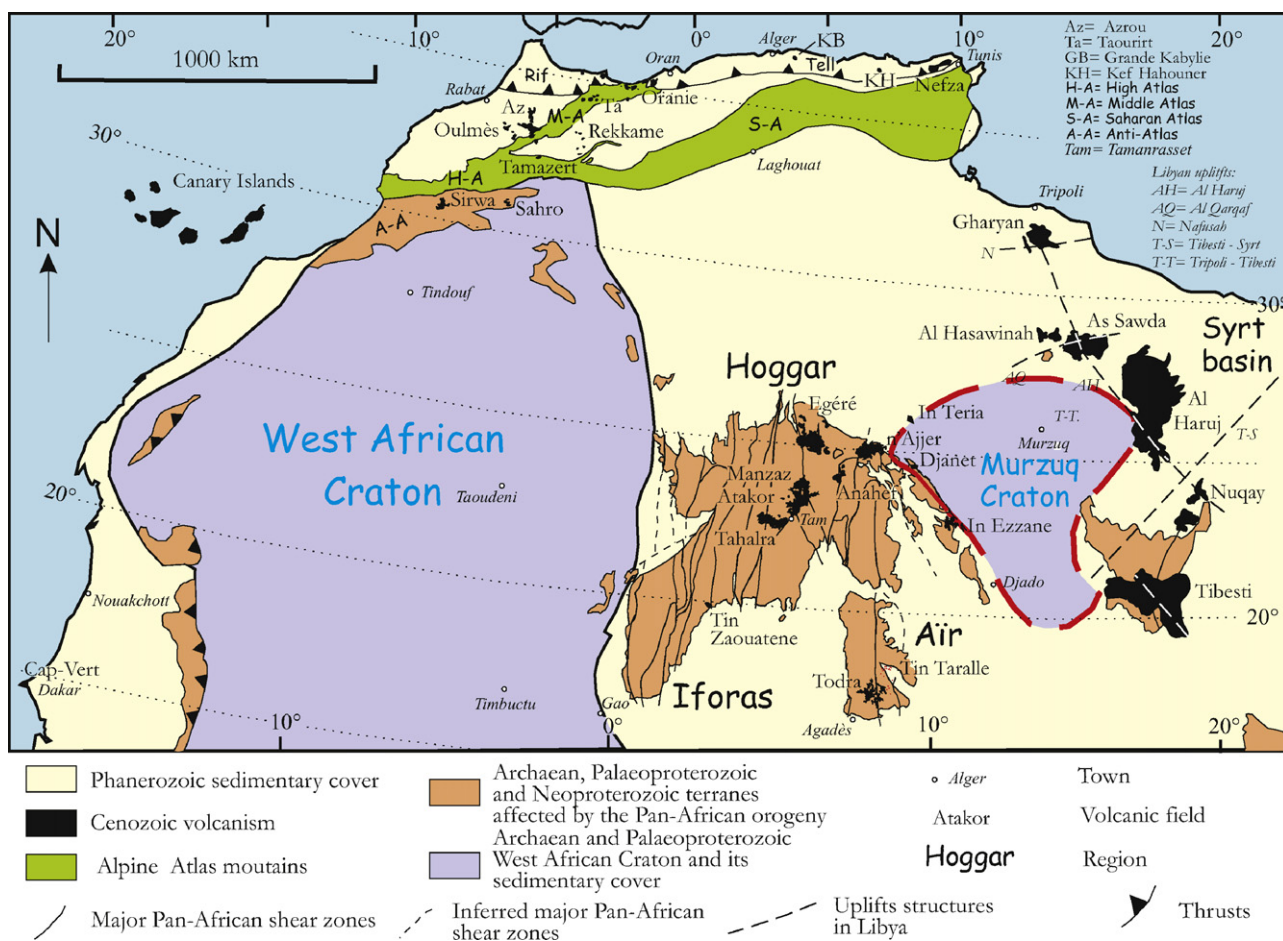 20°
10°
0°
10°
20°
1000 km
Alger
KB
Oran
Tell
Tunis
Rif
KH
Nefza
Rabat
Az
Ta
Oranie
M-A
Oulmès
Rekkame
S-A
Laghouat
Tamazert
H-A
30°
Canary Islands
Sirwa
Sahro
A-A
N
Tindouf
Az= Azrou
Ta= Taourirt
GB= Grande Kabylie
KH= Kef Hahouner
H-A= High Atlas
M-A= Middle Atlas
S-A= Saharan Atlas
A-A= Anti-Atlas
Tam= Tamanrasset
Libyan uplitfts:
AH= Al Haruj
AQ= Al Qarqaf
N= Nafusah
T-S= Tibesti - Syrt
T-T= Tripoli - Tibesti
Tripoli
Gharyan
N
30°
Al Hasawinah
As Sawda
Syrt
basin
AQ
AH
Al
Haruj
T-T.
T-S
Murzuq
Murzuq
Craton
Nuqay
Tibesti
20°
Hoggar
Egéré
In Teria
Ajjer
Djánèt
Manzaz
Atakor
Anahef
Tam
Tahalra
In Ezzane
Djado
West African
Craton
Taoudeni
20°
Nouakchott
Tin
Zaouatene
Aïr
Tin Taralle
Todra
Iforas
Cap-Vert
Dakar
Timbuctu
Gao
Agadès
10°
0°
10°
20°
Phanerozoic sedimentary cover
Cenozoic volcanism
Alpine Atlas moutains
Archaean, Palaeoproterozoic
and Neoproterozoic terranes
affected by the Pan-African orogeny
Archaean and Palaeoproterozoic
West African Craton and its
sedimentary cover
Alger
Town
Atakor
Volcanic field
Hoggar
Region
Major Pan-African shear zones
Inferred major Pan-African
shear zones
Uplifts structures
in Libya
Thrusts